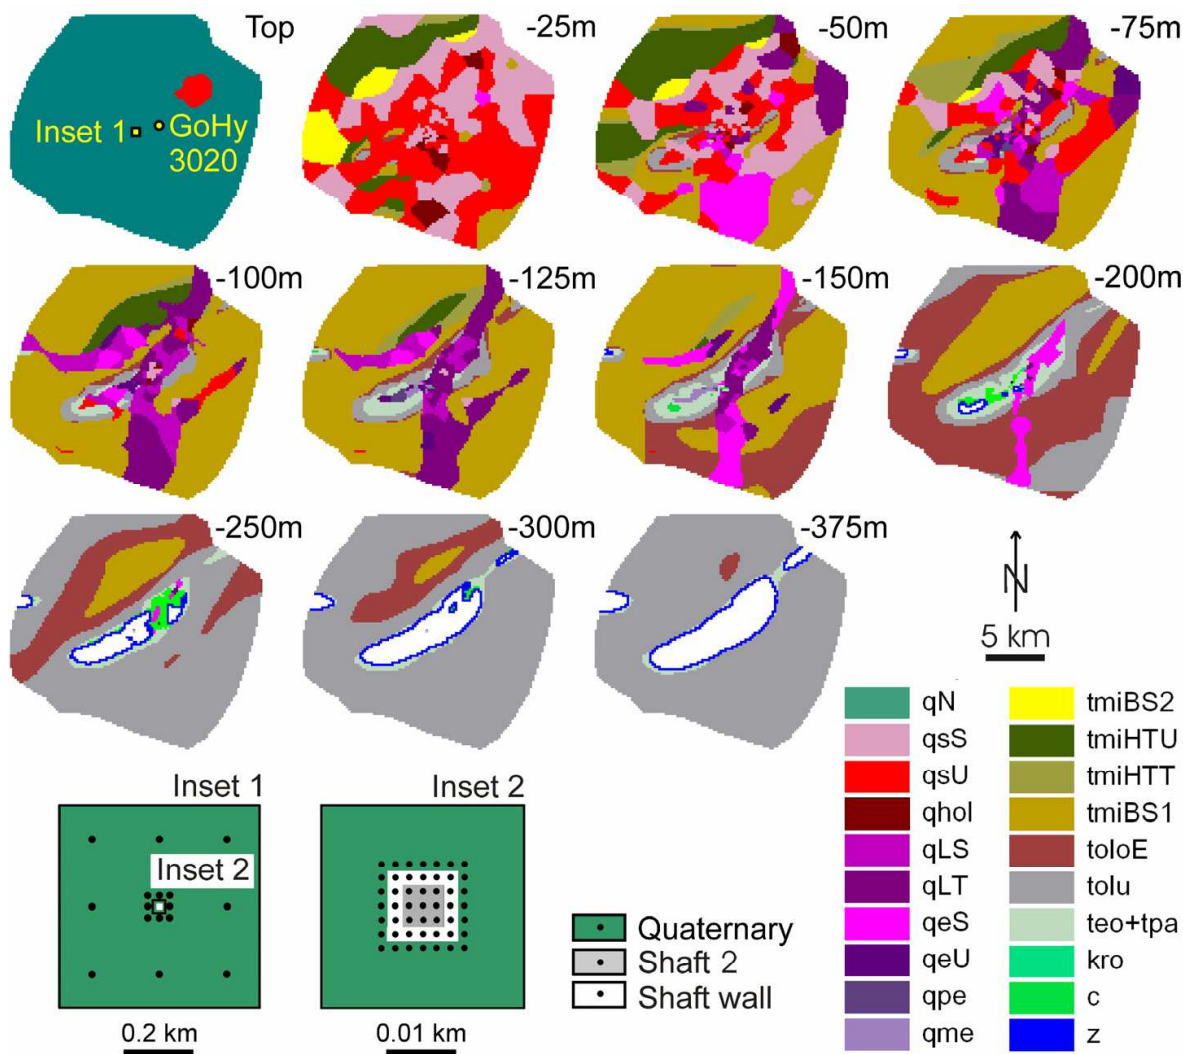 Top
-25m
-50m
-75m
Inset 1
GoHy
3020
-100m
-125m
-150m
-200m
-250m
-300m
-375m
N
5 km
qN
qsS
qsU
qhol
qLS
qLT
qeS
qeU
qpe
qme
tmiBS2
tmiHTU
tmiHTT
tmiBS1
toloE
tolu
teo+tpa
kro
c
z
Inset 1
Inset 2
Inset 2
Quaternary
Shaft 2
Shaft wall
0.2 km
0.01 km